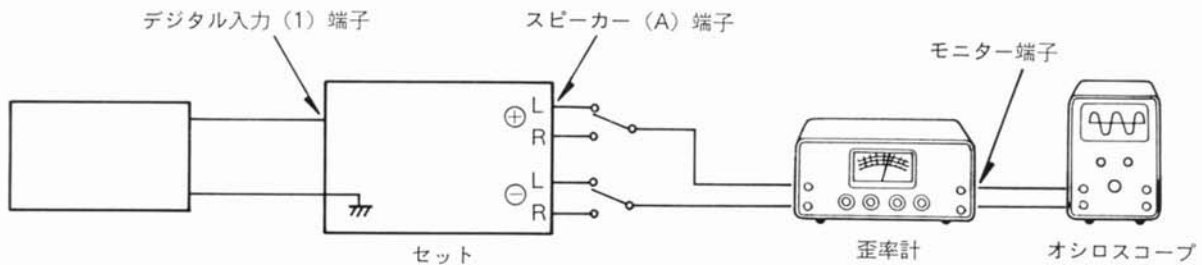 デジタル入力(1)端子
スピーカー(A)端子
モニター端子
⊕
L
R
⊖
L
R
セット
歪率計
オシロスコープ